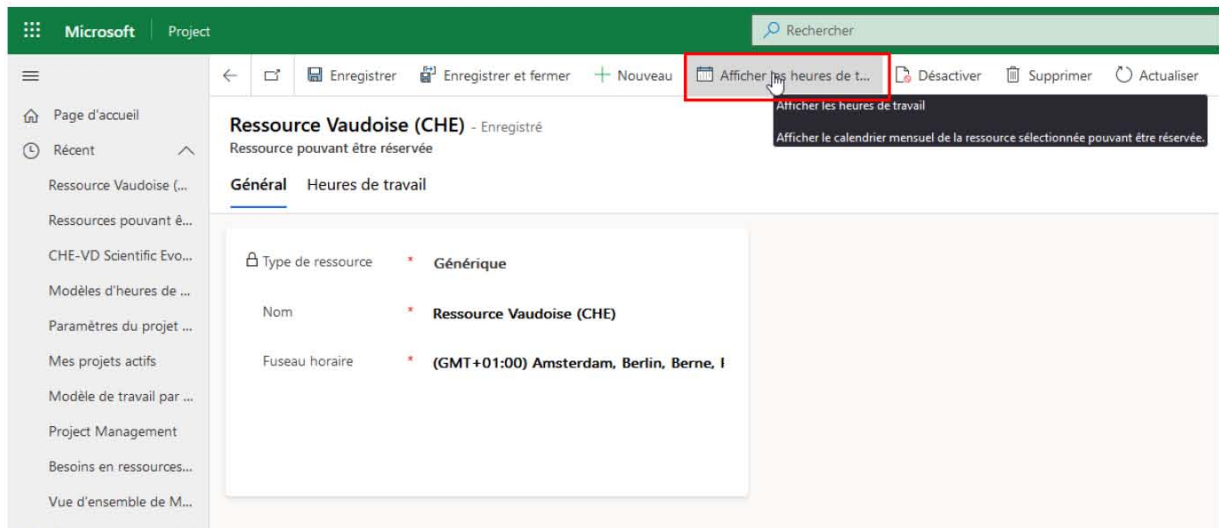 Microsoft Project
Rechercher
Enregistrer Enregistrer et fermer Nouveau Afficher les heures de t... Désactiver Supprimer Actualiser
Afficher les heures de travail
Afficher le calendrier mensuel de la ressource sélectionnée pouvant être réservée.
Page d'accueil
Récent
Ressource Vaudoise (...
Ressources pouvant ê...
CHE-VD Scientific Evo...
Modèles d'heures de ...
Paramètres du projet ...
Mes projets actifs
Modèle de travail par ...
Project Management
Besoins en ressources...
Vue d'ensemble de M...
Ressource Vaudoise (CHE) - Enregistré
Ressource pouvant être réservée
Général Heures de travail
Type de ressource * Générique
Nom * Ressource Vaudoise (CHE)
Fuseau horaire * (GMT+01:00) Amsterdam, Berlin, Berne,